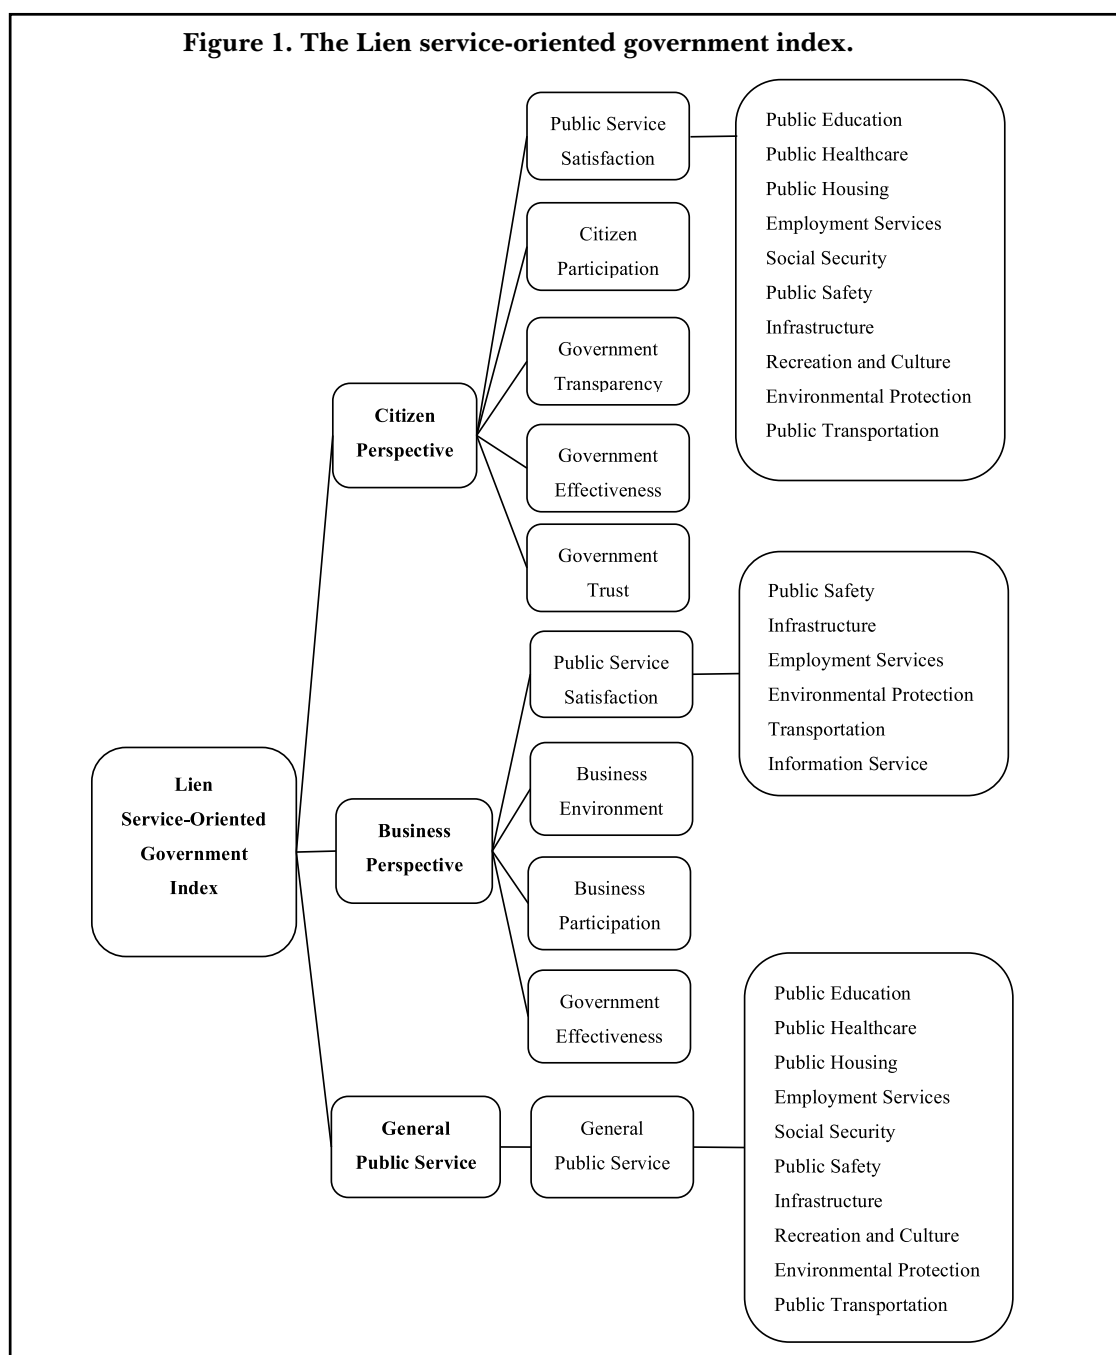 Figure 1. The Lien service-oriented government index.
Public Service
Satisfaction
Public Education
Public Healthcare
Public Housing
Employment Services
Social Security
Public Safety
Infrastructure
Recreation and Culture
Environmental Protection
Public Transportation
Citizen
Participation
Government
Transparency
Citizen
Perspective
Government
Effectiveness
Government
Trust
Public Service
Satisfaction
Public Safety
Infrastructure
Employment Services
Environmental Protection
Transportation
Information Service
Business
Environment
Lien
Service-Oriented
Government
Index
Business
Perspective
Business
Participation
Government
Effectiveness
General
Public Service
General
Public Service
Public Education
Public Healthcare
Public Housing
Employment Services
Social Security
Public Safety
Infrastructure
Recreation and Culture
Environmental Protection
Public Transportation